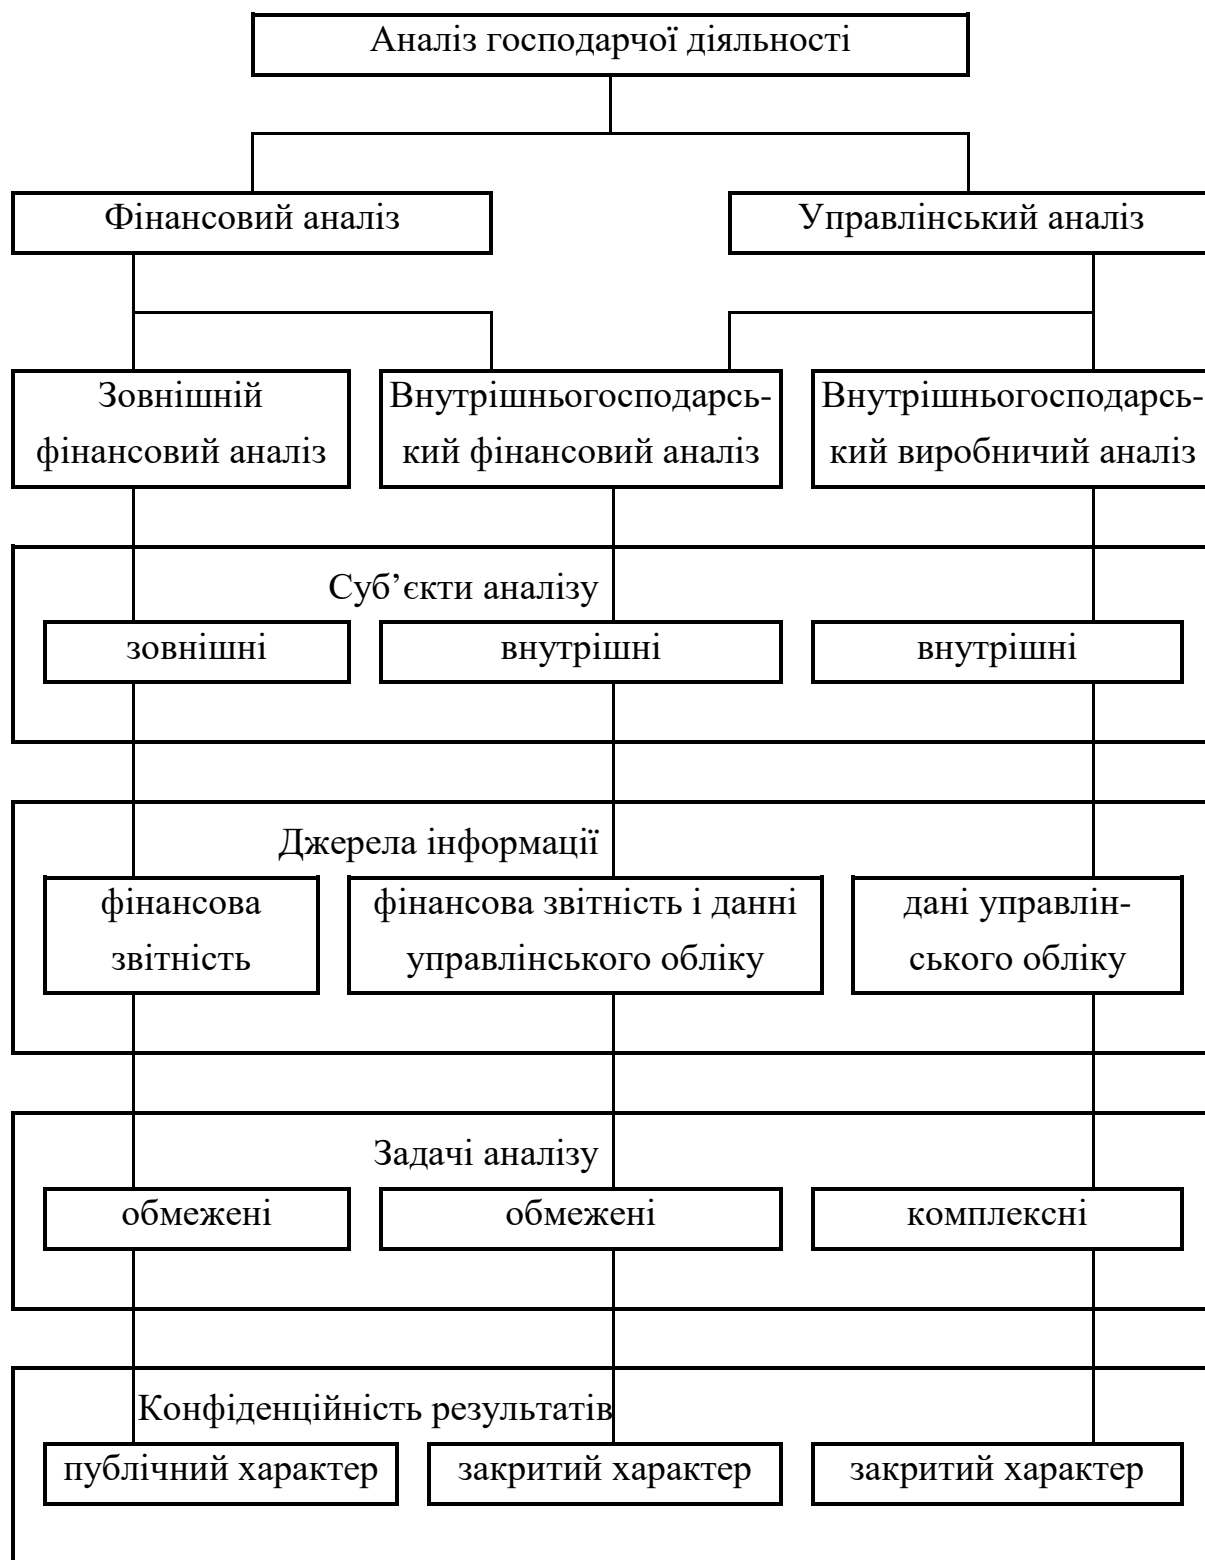 Аналіз господарчої діяльності
Фінансовий аналіз
Управлінський аналіз
Зовнішній
фінансовий аналіз
Внутрішньогосподарсь-
кий фінансовий аналіз
Внутрішньогосподарсь-
кий виробничий аналіз
Суб’єкти аналізу
зовнішні
внутрішні
внутрішні
Джерела інформації
фінансова
звітність
фінансова звітність і данні
управлінського обліку
дані управлін-
ського обліку
Задачі аналізу
обмежені
обмежені
комплексні
Конфіденційність результатів
публічний характер
закритий характер
закритий характер